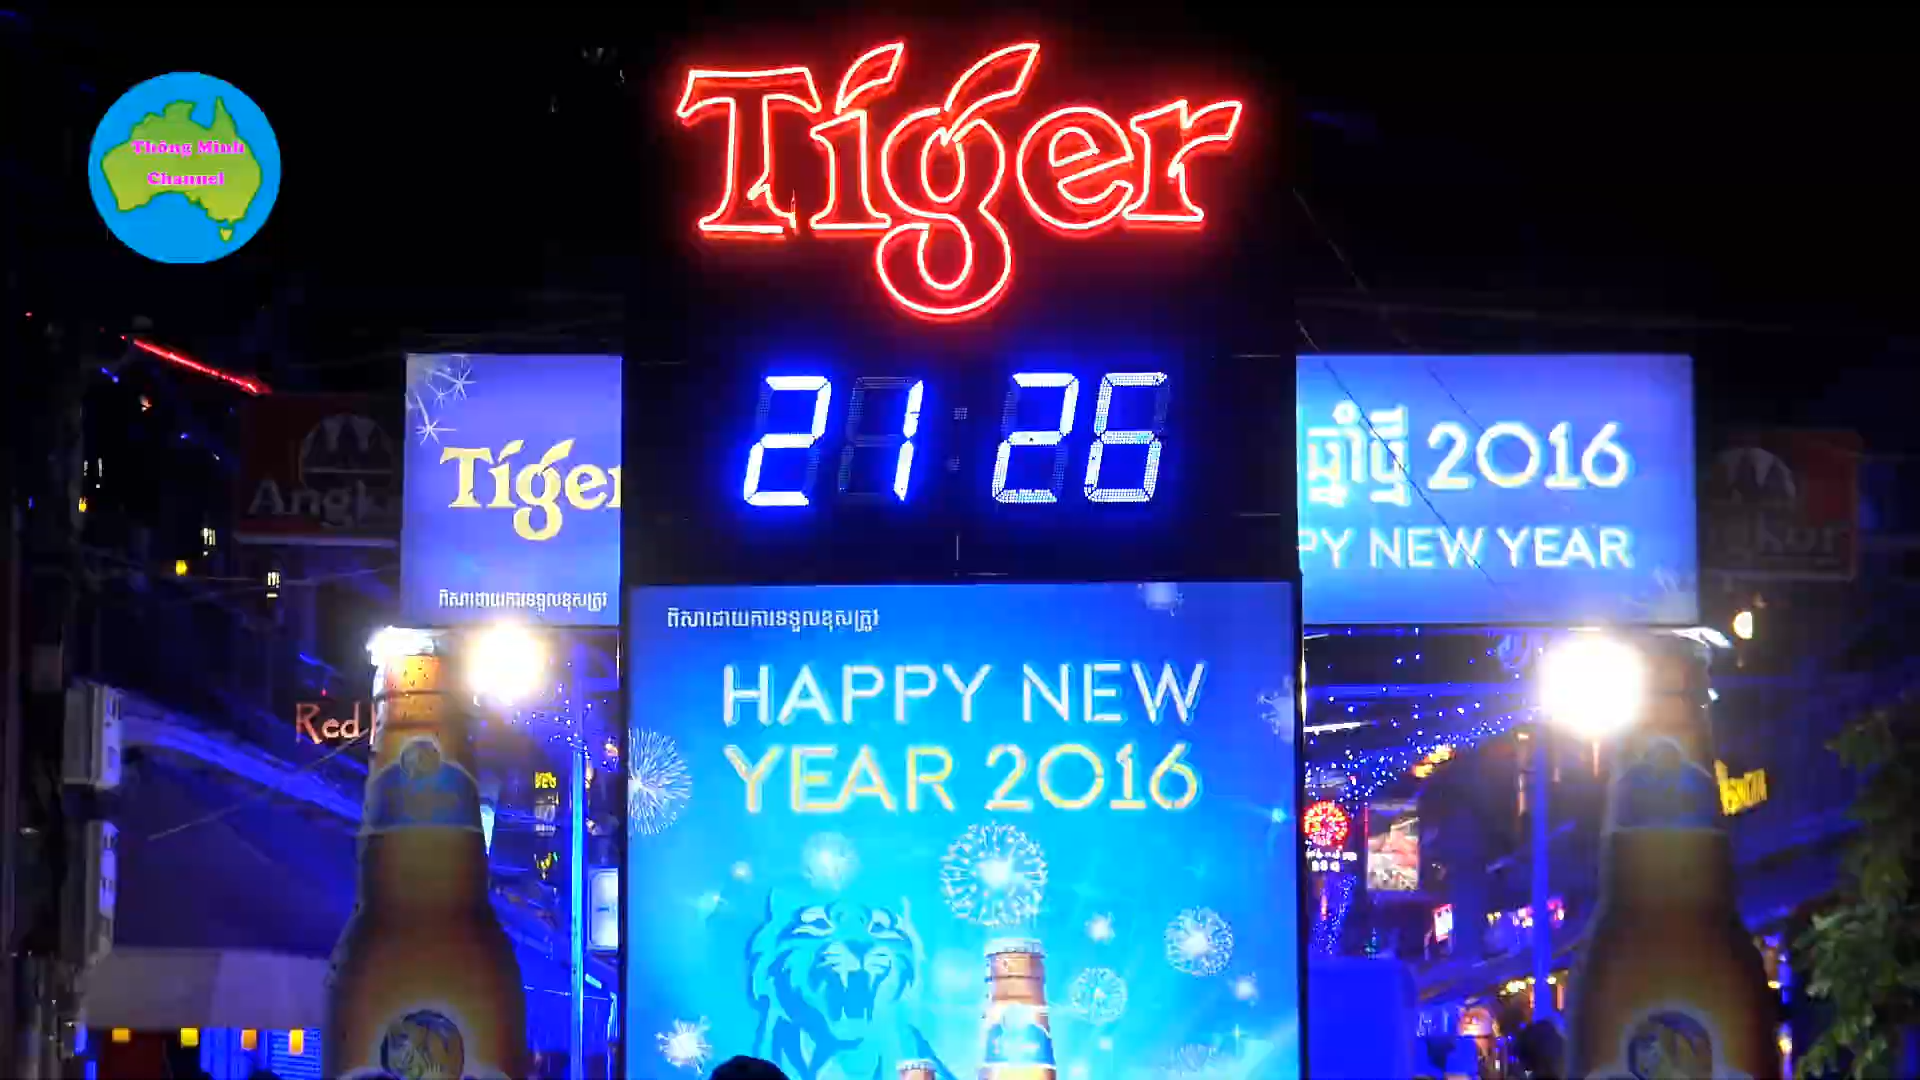 Thông Minh
Channel
Tiger
21:26
Tiger
ពិសាដោយការទទួលខុសត្រូវ
ឆ្នាំថ្មី 2016
PY NEW YEAR
Angk
ពិសាដោយការទទួលខុសត្រូវ
HAPPY NEW
YEAR 2016
Red